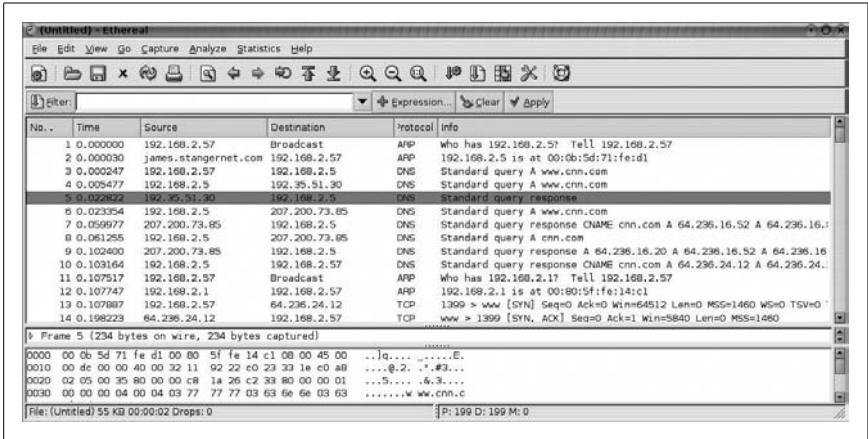 (Untitled) - Ethereal
File Edit View Go Capture Analyze Statistics Help
Filter: Expression... Clear Apply
No. . Time Source Destination Protocol Info
1 0.000000 192.168.2.57 Broadcast ARP Who has 192.168.2.5? Tell 192.168.2.57
2 0.000030 james.stangernet.com 192.168.2.57 ARP 192.168.2.5 is at 00:0b:5d:71:fe:d1
3 0.000247 192.168.2.57 192.168.2.5 DNS Standard query A www.cnn.com
4 0.005477 192.168.2.5 192.35.51.30 DNS Standard query A www.cnn.com
5 0.022822 192.35.51.30 192.168.2.5 DNS Standard query response
6 0.023354 192.168.2.5 207.200.73.85 DNS Standard query A www.cnn.com
7 0.059977 207.200.73.85 192.168.2.5 DNS Standard query response CNAME cnn.com A 64.236.16.52 A 64.236.16.
8 0.061255 192.168.2.5 207.200.73.85 DNS Standard query A cnn.com
9 0.102400 207.200.73.85 192.168.2.5 DNS Standard query response A 64.236.16.20 A 64.236.16.52 A 64.236.16
10 0.103164 192.168.2.5 192.168.2.57 DNS Standard query response CNAME cnn.com A 64.236.24.12 A 64.236.24.
11 0.107517 192.168.2.57 Broadcast ARP Who has 192.168.2.1? Tell 192.168.2.57
12 0.107747 192.168.2.1 192.168.2.57 ARP 192.168.2.1 is at 00:80:5f:fe:14:c1
13 0.107887 192.168.2.57 64.236.24.12 TCP 1399 > www [SYN] Seq=0 Ack=0 Win=64512 Len=0 MSS=1460 WS=0 TSV=0
14 0.198223 64.236.24.12 192.168.2.57 TCP www > 1399 [SYN, ACK] Seq=0 Ack=1 Win=5840 Len=0 MSS=1460
Frame 5 (234 bytes on wire, 234 bytes captured)
0000 00 0b 5d 71 fe d1 00 80 5f fe 14 c1 08 00 45 00 ..]q.... _.....E.
0010 00 dc 00 00 40 00 32 11 92 22 c0 23 33 1e c0 a8 ....@.2. .".#3...
0020 02 05 00 35 80 00 00 c8 1a 26 c2 33 80 00 00 01 ...5.... .&.3....
0030 00 00 00 04 00 04 03 77 77 77 03 63 6e 6e 03 63 .......w ww.cnn.c
File: (Untitled) 55 KB 00:00:02 Drops: 0 P: 199 D: 199 M: 0